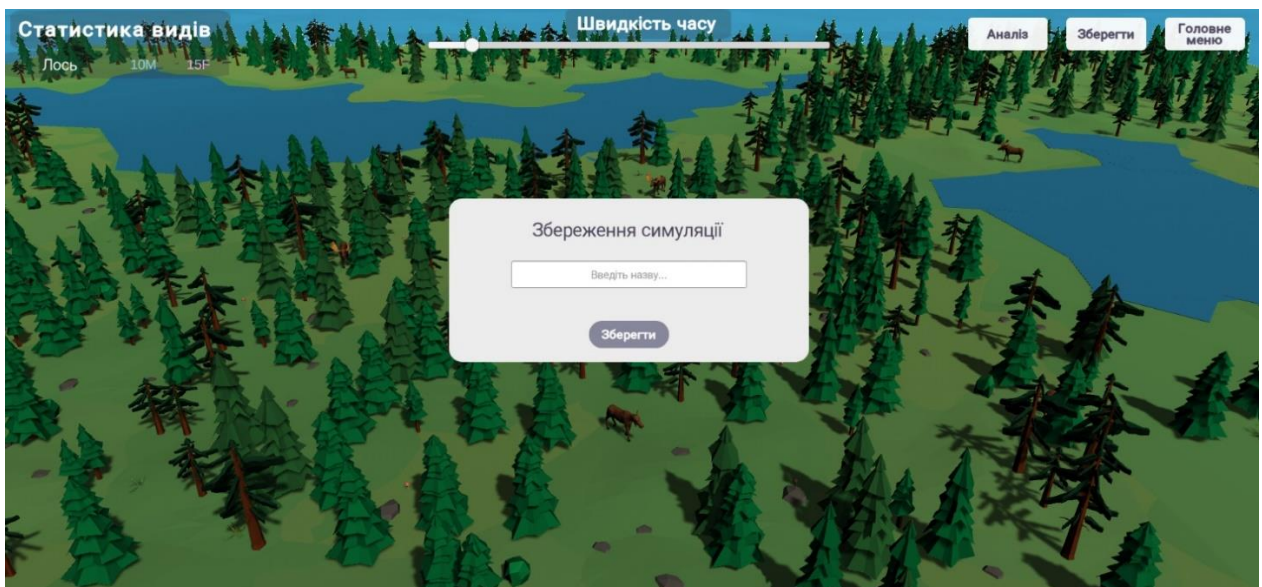 Статистика видів
Лось 10M 15F
Швидкість часу
Аналіз
Зберегти
Головне
меню
Збереження симуляції
Введіть назву...
Зберегти